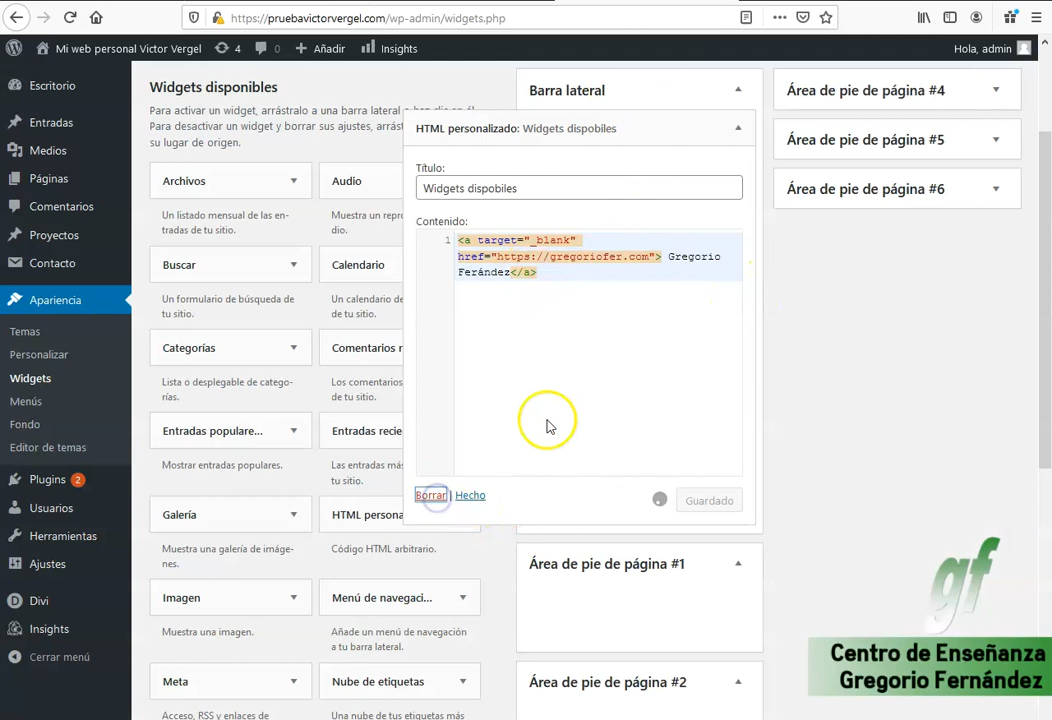 https://pruebavictorvergel.com/wp-admin/widgets.php
Mi web personal Victor Vergel
4
0
Añadir
Insights
Hola, admin
Escritorio
Entradas
Medios
Páginas
Comentarios
Proyectos
Contacto
Apariencia
Temas
Personalizar
Widgets
Menús
Fondo
Editor de temas
Plugins 2
Usuarios
Herramientas
Ajustes
Divi
Insights
Cerrar menú
Widgets disponibles
Para activar un widget, arrástralo a una barra lateral o haz clic en él.
Para desactivar un widget y borrar sus ajustes, arrást
su lugar de origen.
Archivos
Un listado mensual de las en-
tradas de tu sitio.
Audio
Muestra un repr
dio.
Buscar
Un formulario de búsqueda de
tu sitio.
Calendario
Un calendario de
de tu sitio.
Categorías
Lista o desplegable de catego-
rías.
Comentarios r
Los comentarios
de tu sitio.
Entradas populare...
Mostrar entradas populares.
Entradas recie
Las entradas más
tu sitio.
Galería
Muestra una galería de imáge-
nes.
HTML persona
Código HTML arbitrario.
Imagen
Muestra una imagen.
Menú de navegaci...
Añade un menú de navegación
a tu barra lateral.
Meta
Acceso, RSS y enlaces de
Nube de etiquetas
Una nube de tus etiquetas más
Barra lateral
HTML personalizado: Widgets dispobiles
Título:
Widgets dispobiles
Contenido:
1
<a target="_blank"
href="https://gregoriofer.com"> Gregorio
Ferández</a>
Borrar | Hecho
Guardado
Área de pie de página #1
Área de pie de página #2
Área de pie de página #4
Área de pie de página #5
Área de pie de página #6
gf
Centro de Enseñanza
Gregorio Fernández